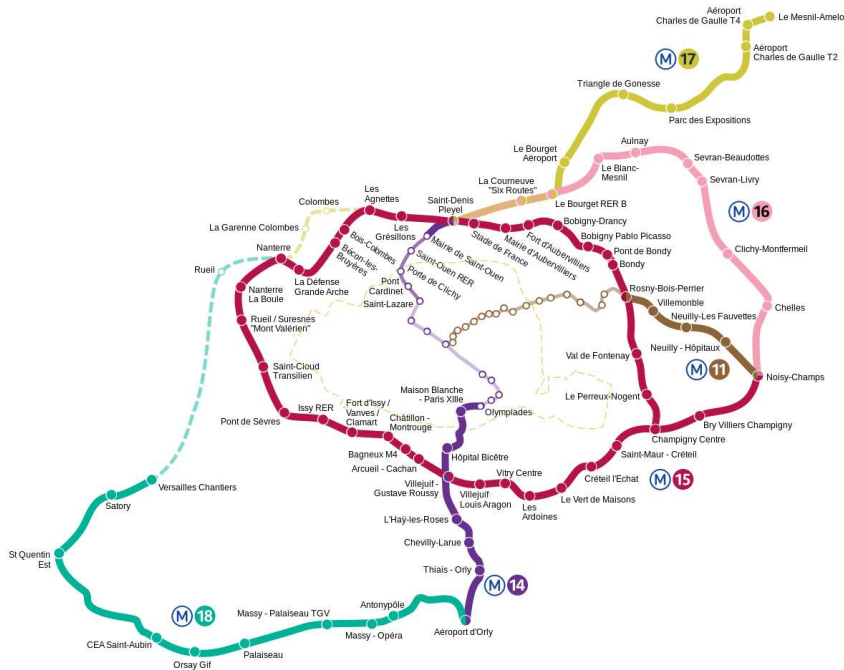 Aéroport
Charles de Gaulle T4
Le Mesnil-Amelo
Aéroport
Charles de Gaulle T2
M 17
Triangle de Gonesse
Parc des Expositions
Le Bourget
Aéroport
Aulnay
Le Blanc-
Mesnil
Sevran-Beaudottes
Sevran-Livry
La Courneuve
"Six Routes"
Le Bourget RER B
M 16
Les
Agnettes
Colombes
Saint-Denis
Pleyel
La Garenne Colombes
Les
Grésillons
Bois-Colombes
Bécon-les-
Bruyères
Mairie de Saint-Ouen
Saint-Ouen RER
Porte de Clichy
Stade de France
Mairie d'Aubervilliers
Fort d'Aubervilliers
Bobigny-Drancy
Bobigny Pablo Picasso
Pont de Bondy
Bondy
Clichy-Montfermeil
Nanterre
Rueil
La Défense
Grande Arche
Nanterre
La Boule
Pont
Cardinet
Saint-Lazare
Rosny-Bois-Perrier
Villemonble
Neuilly-Les Fauvettes
Chelles
Rueil / Suresnes
"Mont Valérien"
Neuilly - Hôpitaux
Val de Fontenay
M 11
Saint-Cloud
Transilien
Noisy-Champs
Maison Blanche
- Paris XIIIe
Olympiades
Le Perreux-Nogent
Issy RER
Fort d'Issy /
Vanves /
Clamart
Châtillon -
Montrouge
Pont de Sèvres
Bry Villiers Champigny
Champigny Centre
Bagneux M4
Arcueil - Cachan
Hôpital Bicêtre
Saint-Maur - Créteil
Créteil l'Echat
M 15
Villejuif -
Gustave Roussy
Villejuif
Louis Aragon
Vitry Centre
Les
Ardoines
Le Vert de Maisons
Versailles Chantiers
Satory
L'Haÿ-les-Roses
Chevilly-Larue
St Quentin
Est
Thiais - Orly
M 14
M 18
CEA Saint-Aubin
Orsay Gif
Palaiseau
Massy - Palaiseau TGV
Massy - Opéra
Antonypôle
Aéroport d'Orly